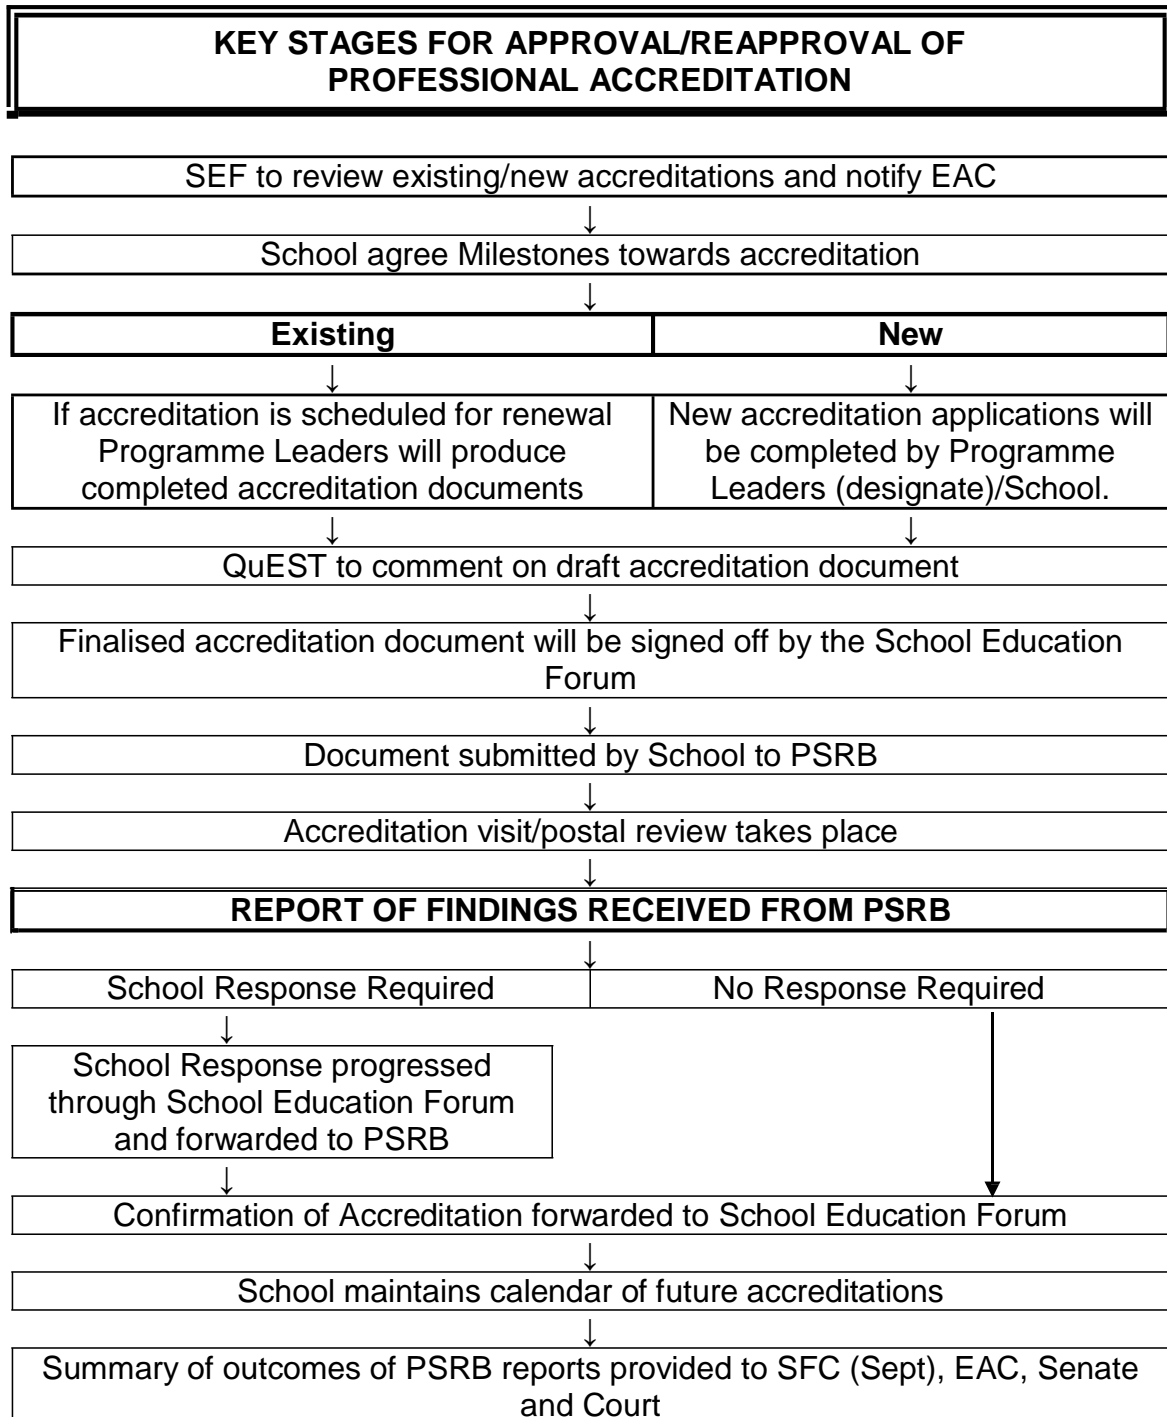 KEY STAGES FOR APPROVAL/REAPPROVAL OF
PROFESSIONAL ACCREDITATION
SEF to review existing/new accreditations and notify EAC
↓
School agree Milestones towards accreditation
↓
Existing
New
↓
↓
If accreditation is scheduled for renewal
Programme Leaders will produce
completed accreditation documents
New accreditation applications will
be completed by Programme
Leaders (designate)/School.
↓
↓
QuEST to comment on draft accreditation document
↓
Finalised accreditation document will be signed off by the School Education
Forum
↓
Document submitted by School to PSRB
↓
Accreditation visit/postal review takes place
↓
REPORT OF FINDINGS RECEIVED FROM PSRB
↓
School Response Required
No Response Required
↓
School Response progressed
through School Education Forum
and forwarded to PSRB
↓
Confirmation of Accreditation forwarded to School Education Forum
↓
School maintains calendar of future accreditations
↓
Summary of outcomes of PSRB reports provided to SFC (Sept), EAC, Senate
and Court